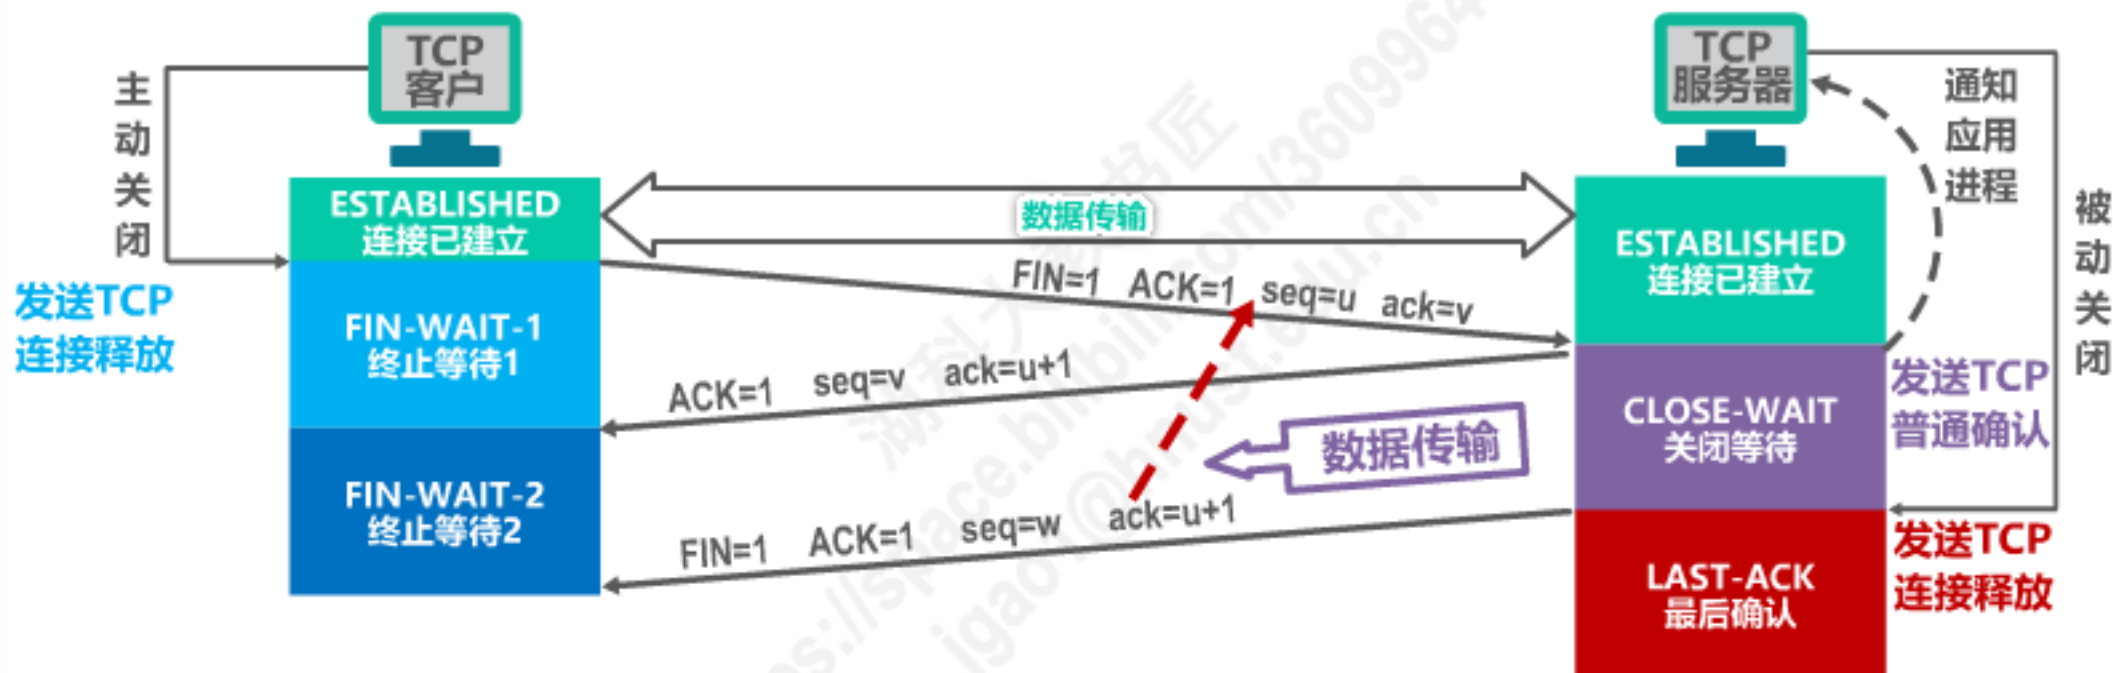 TCP
客户
TCP
服务器
主动关闭
通知应用进程
被动关闭
ESTABLISHED
连接已建立
数据传输
ESTABLISHED
连接已建立
FIN=1 ACK=1 seq=u ack=v
发送TCP
连接释放
FIN-WAIT-1
终止等待1
ACK=1 seq=v ack=u+1
CLOSE-WAIT
关闭等待
发送TCP
普通确认
数据传输
FIN-WAIT-2
终止等待2
FIN=1 ACK=1 seq=w ack=u+1
LAST-ACK
最后确认
发送TCP
连接释放